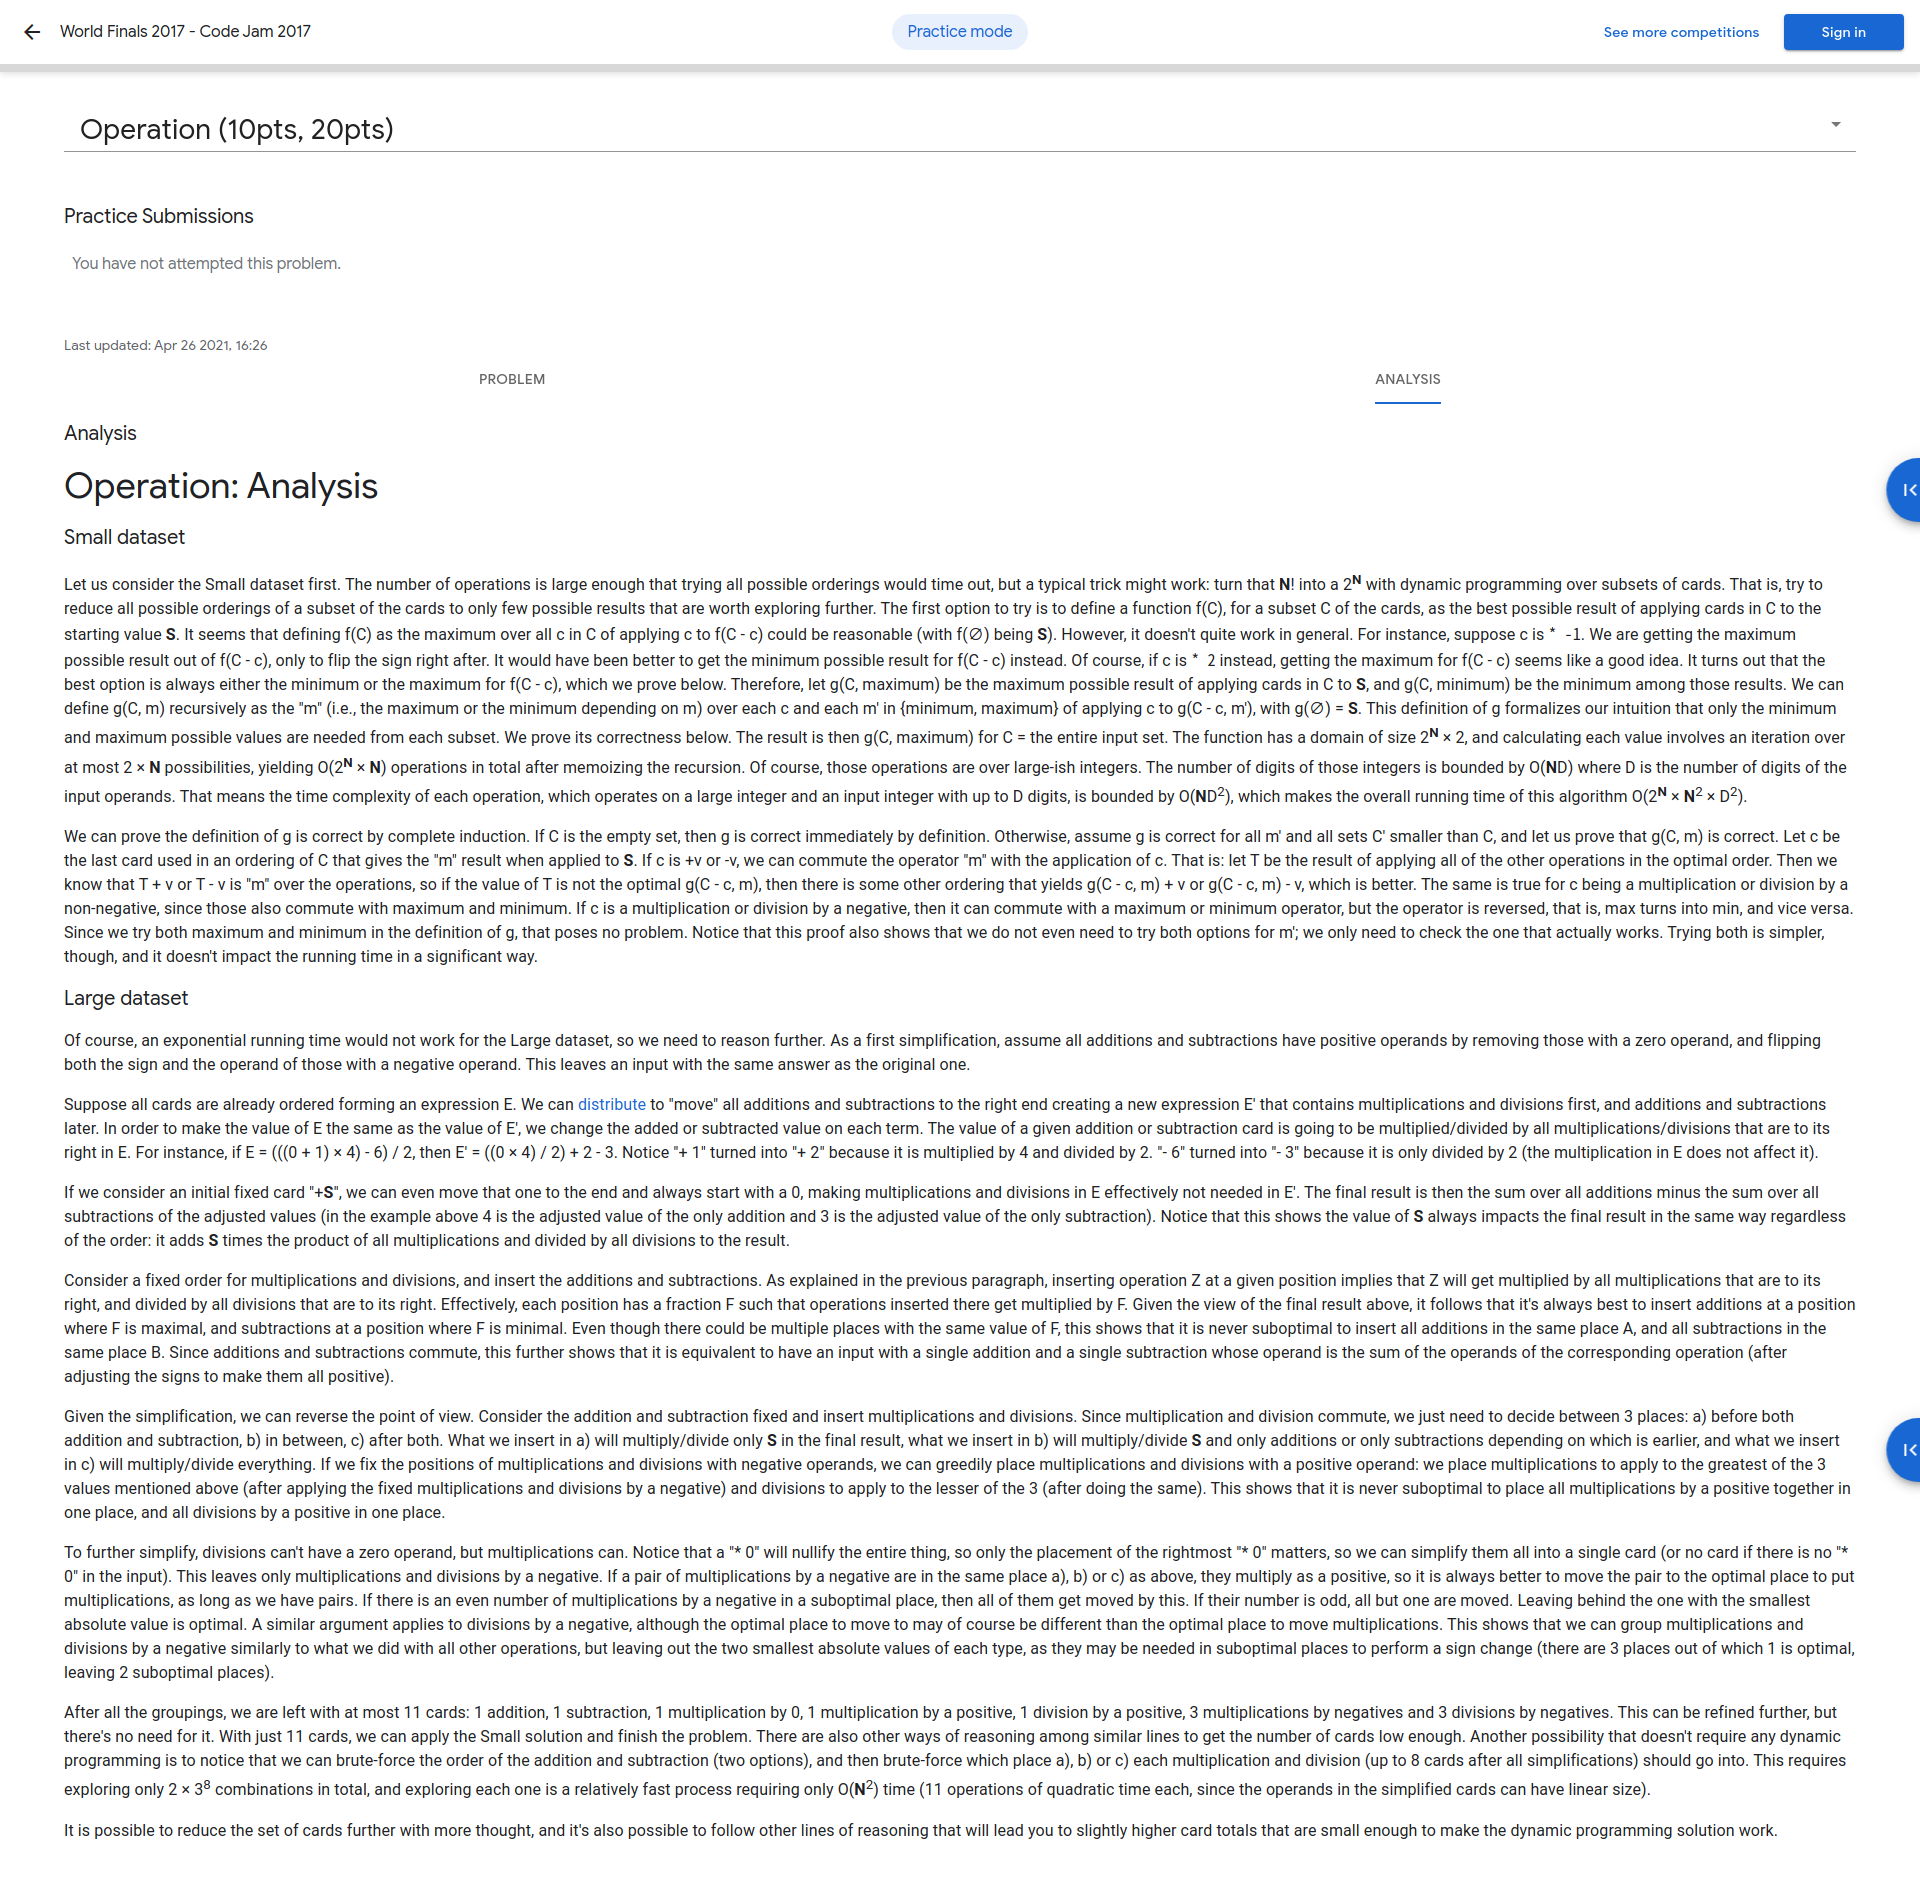 World Finals 2017 - Code Jam 2017
Practice mode
See more competitions
Sign in
Operation (10pts, 20pts)
Practice Submissions
You have not attempted this problem.
Last updated: Apr 26 2021, 16:26
PROBLEM
ANALYSIS
Analysis
Operation: Analysis
Small dataset
Let us consider the Small dataset first. The number of operations is large enough that trying all possible orderings would time out, but a typical trick might work: turn that N! into a 2^N with dynamic programming over subsets of cards. That is, try to
reduce all possible orderings of a subset of the cards to only few possible results that are worth exploring further. The first option to try is to define a function f(C), for a subset C of the cards, as the best possible result of applying cards in C to the
starting value S. It seems that defining f(C) as the maximum over all c in C of applying c to f(C - c) could be reasonable (with f(∅) being S). However, it doesn't quite work in general. For instance, suppose c is * -1. We are getting the maximum
possible result out of f(C - c), only to flip the sign right after. It would have been better to get the minimum possible result for f(C - c) instead. Of course, if c is * 2 instead, getting the maximum for f(C - c) seems like a good idea. It turns out that the
best option is always either the minimum or the maximum for f(C - c), which we prove below. Therefore, let g(C, maximum) be the maximum possible result of applying cards in C to S, and g(C, minimum) be the minimum among those results. We can
define g(C, m) recursively as the "m" (i.e., the maximum or the minimum depending on m) over each c and each m' in {minimum, maximum} of applying c to g(C - c, m'), with g(∅) = S. This definition of g formalizes our intuition that only the minimum
and maximum possible values are needed from each subset. We prove its correctness below. The result is then g(C, maximum) for C = the entire input set. The function has a domain of size 2^N × 2, and calculating each value involves an iteration over
at most 2 × N possibilities, yielding O(2^N × N) operations in total after memoizing the recursion. Of course, those operations are over large-ish integers. The number of digits of those integers is bounded by O(ND) where D is the number of digits of the
input operands. That means the time complexity of each operation, which operates on a large integer and an input integer with up to D digits, is bounded by O(ND²), which makes the overall running time of this algorithm O(2^N × N² × D²).
We can prove the definition of g is correct by complete induction. If C is the empty set, then g is correct immediately by definition. Otherwise, assume g is correct for all m' and all sets C' smaller than C, and let us prove that g(C, m) is correct. Let c be
the last card used in an ordering of C that gives the "m" result when applied to S. If c is +v or -v, we can commute the operator "m" with the application of c. That is: let T be the result of applying all of the other operations in the optimal order. Then we
know that T + v or T - v is "m" over the operations, so if the value of T is not the optimal g(C - c, m), then there is some other ordering that yields g(C - c, m) + v or g(C - c, m) - v, which is better. The same is true for c being a multiplication or division by a
non-negative, since those also commute with maximum and minimum. If c is a multiplication or division by a negative, then it can commute with a maximum or minimum operator, but the operator is reversed, that is, max turns into min, and vice versa.
Since we try both maximum and minimum in the definition of g, that poses no problem. Notice that this proof also shows that we do not even need to try both options for m'; we only need to check the one that actually works. Trying both is simpler,
though, and it doesn't impact the running time in a significant way.
Large dataset
Of course, an exponential running time would not work for the Large dataset, so we need to reason further. As a first simplification, assume all additions and subtractions have positive operands by removing those with a zero operand, and flipping
both the sign and the operand of those with a negative operand. This leaves an input with the same answer as the original one.
Suppose all cards are already ordered forming an expression E. We can distribute to "move" all additions and subtractions to the right end creating a new expression E' that contains multiplications and divisions first, and additions and subtractions
later. In order to make the value of E the same as the value of E', we change the added or subtracted value on each term. The value of a given addition or subtraction card is going to be multiplied/divided by all multiplications/divisions that are to its
right in E. For instance, if E = (((0 + 1) × 4) - 6) / 2, then E' = ((0 × 4) / 2) + 2 - 3. Notice "+ 1" turned into "+ 2" because it is multiplied by 4 and divided by 2. "- 6" turned into "- 3" because it is only divided by 2 (the multiplication in E does not affect it).
If we consider an initial fixed card "+S", we can even move that one to the end and always start with a 0, making multiplications and divisions in E effectively not needed in E'. The final result is then the sum over all additions minus the sum over all
subtractions of the adjusted values (in the example above 4 is the adjusted value of the only addition and 3 is the adjusted value of the only subtraction). Notice that this shows the value of S always impacts the final result in the same way regardless
of the order: it adds S times the product of all multiplications and divided by all divisions to the result.
Consider a fixed order for multiplications and divisions, and insert the additions and subtractions. As explained in the previous paragraph, inserting operation Z at a given position implies that Z will get multiplied by all multiplications that are to its
right, and divided by all divisions that are to its right. Effectively, each position has a fraction F such that operations inserted there get multiplied by F. Given the view of the final result above, it follows that it's always best to insert additions at a position
where F is maximal, and subtractions at a position where F is minimal. Even though there could be multiple places with the same value of F, this shows that it is never suboptimal to insert all additions in the same place A, and all subtractions in the
same place B. Since additions and subtractions commute, this further shows that it is equivalent to have an input with a single addition and a single subtraction whose operand is the sum of the operands of the corresponding operation (after
adjusting the signs to make them all positive).
Given the simplification, we can reverse the point of view. Consider the addition and subtraction fixed and insert multiplications and divisions. Since multiplication and division commute, we just need to decide between 3 places: a) before both
addition and subtraction, b) in between, c) after both. What we insert in a) will multiply/divide only S in the final result, what we insert in b) will multiply/divide S and only additions or only subtractions depending on which is earlier, and what we insert
in c) will multiply/divide everything. If we fix the positions of multiplications and divisions with negative operands, we can greedily place multiplications and divisions with a positive operand: we place multiplications to apply to the greatest of the 3
values mentioned above (after applying the fixed multiplications and divisions by a negative) and divisions to apply to the lesser of the 3 (after doing the same). This shows that it is never suboptimal to place all multiplications by a positive together in
one place, and all divisions by a positive in one place.
To further simplify, divisions can't have a zero operand, but multiplications can. Notice that a "* 0" will nullify the entire thing, so only the placement of the rightmost "* 0" matters, so we can simplify them all into a single card (or no card if there is no "*
0" in the input). This leaves only multiplications and divisions by a negative. If a pair of multiplications by a negative are in the same place a), b) or c) as above, they multiply as a positive, so it is always better to move the pair to the optimal place to put
multiplications, as long as we have pairs. If there is an even number of multiplications by a negative in a suboptimal place, then all of them get moved by this. If their number is odd, all but one are moved. Leaving behind the one with the smallest
absolute value is optimal. A similar argument applies to divisions by a negative, although the optimal place to move to may of course be different than the optimal place to move multiplications. This shows that we can group multiplications and
divisions by a negative similarly to what we did with all other operations, but leaving out the two smallest absolute values of each type, as they may be needed in suboptimal places to perform a sign change (there are 3 places out of which 1 is optimal,
leaving 2 suboptimal places).
After all the groupings, we are left with at most 11 cards: 1 addition, 1 subtraction, 1 multiplication by 0, 1 multiplication by a positive, 1 division by a positive, 3 multiplications by negatives and 3 divisions by negatives. This can be refined further, but
there's no need for it. With just 11 cards, we can apply the Small solution and finish the problem. There are also other ways of reasoning among similar lines to get the number of cards low enough. Another possibility that doesn't require any dynamic
programming is to notice that we can brute-force the order of the addition and subtraction (two options), and then brute-force which place a), b) or c) each multiplication and division (up to 8 cards after all simplifications) should go into. This requires
exploring only 2 × 3⁸ combinations in total, and exploring each one is a relatively fast process requiring only O(N²) time (11 operations of quadratic time each, since the operands in the simplified cards can have linear size).
It is possible to reduce the set of cards further with more thought, and it's also possible to follow other lines of reasoning that will lead you to slightly higher card totals that are small enough to make the dynamic programming solution work.